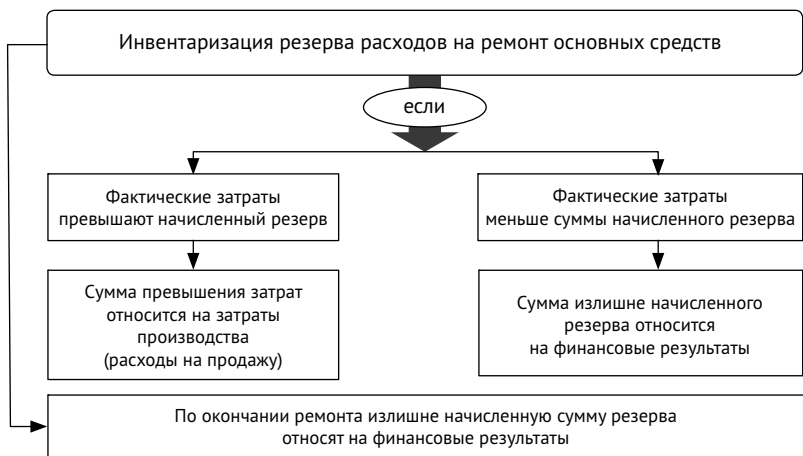 Инвентаризация резерва расходов на ремонт основных средств
если
Фактические затраты
превышают начисленный резерв
Фактические затраты
меньше суммы начисленного резерва
Сумма превышения затрат
относится на затраты
производства
(расходы на продажу)
Сумма излишне начисленного
резерва относится
на финансовые результаты
По окончании ремонта излишне начисленную сумму резерва
относят на финансовые результаты